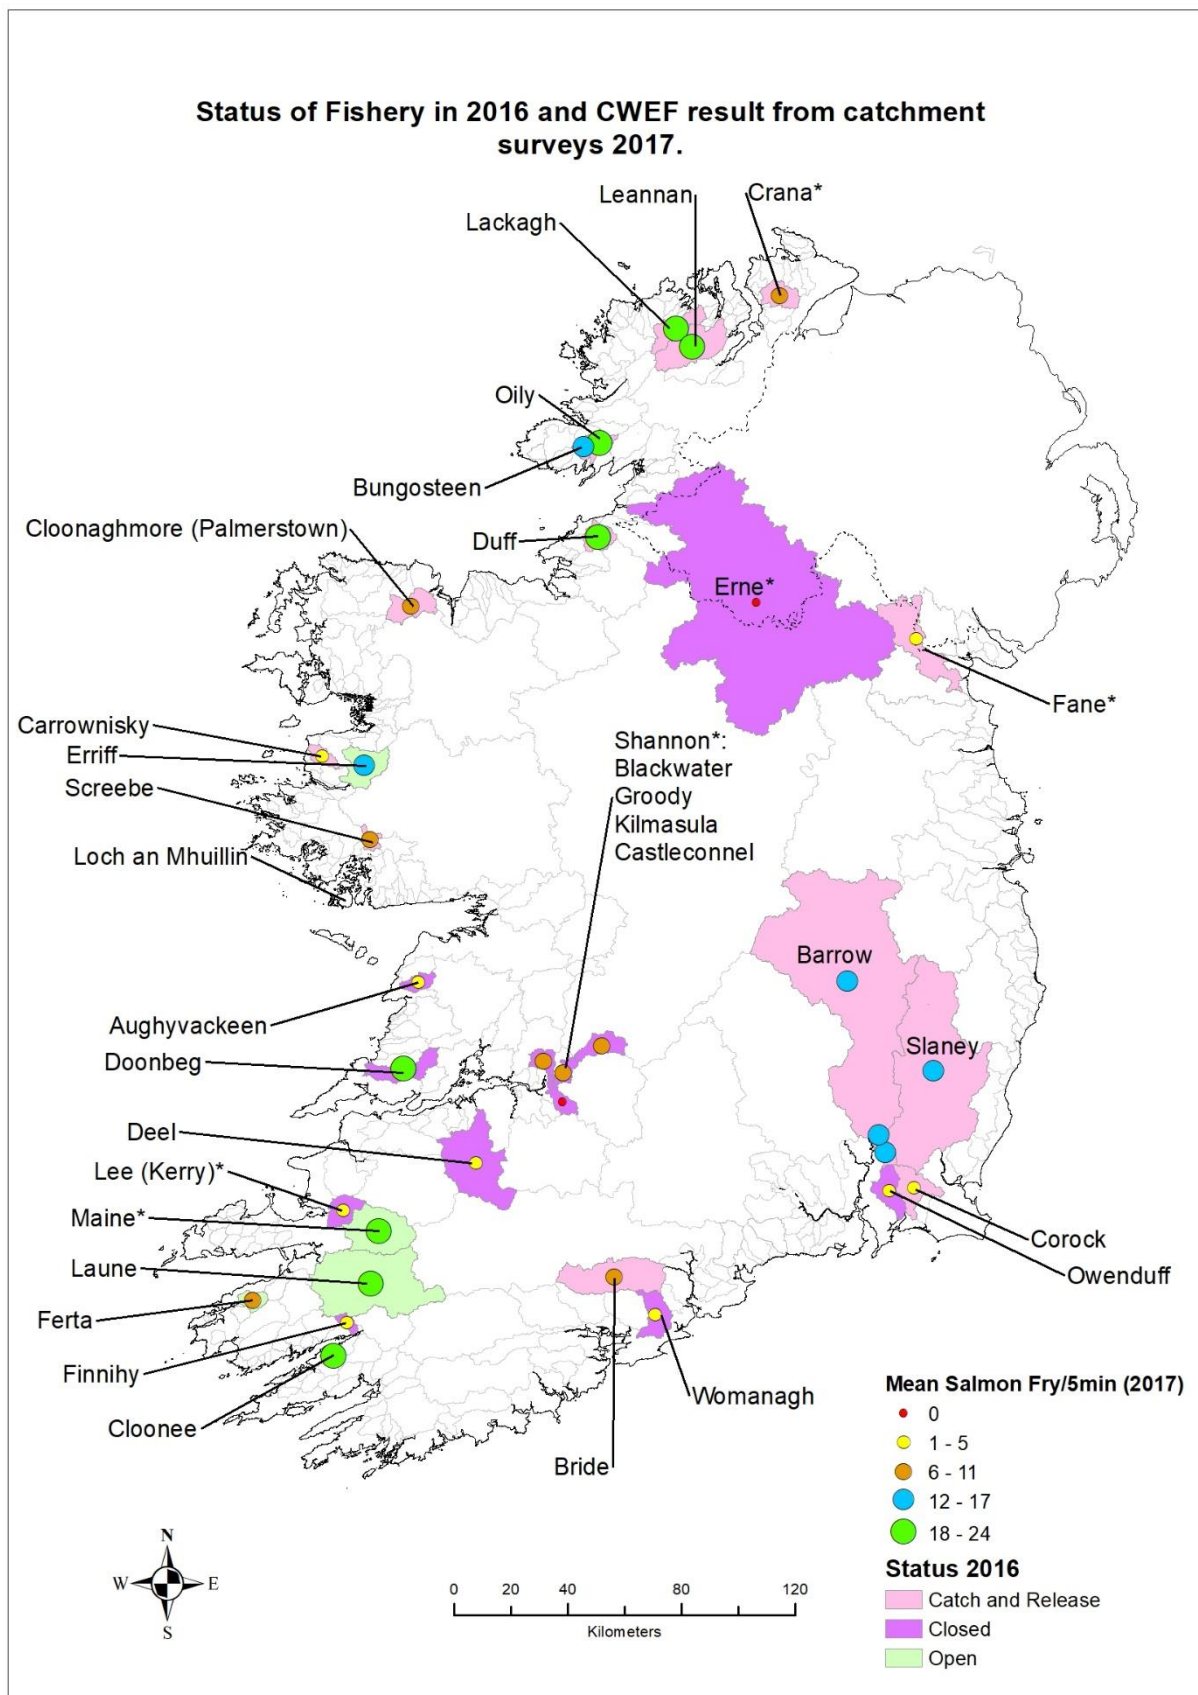 Status of Fishery in 2016 and CWEF result from catchment
surveys 2017.
Leannan
Crana*
Lackagh
Oily
Bungosteen
Cloonaghmore (Palmerstown)
Duff
Erne*
Fane*
Carrownisky
Erriff
Screebe
Loch an Mhuillin
Shannon*:
Blackwater
Groody
Kilmasula
Castleconnel
Barrow
Slaney
Aughyvackeen
Doonbeg
Deel
Lee (Kerry)*
Maine*
Laune
Ferta
Finnihy
Cloonee
Corock
Owenduff
Womanagh
Bride
Mean Salmon Fry/5min (2017)
0
1 - 5
6 - 11
12 - 17
18 - 24
Status 2016
Catch and Release
Closed
Open
N
W E
S
0 20 40 80 120
Kilometers